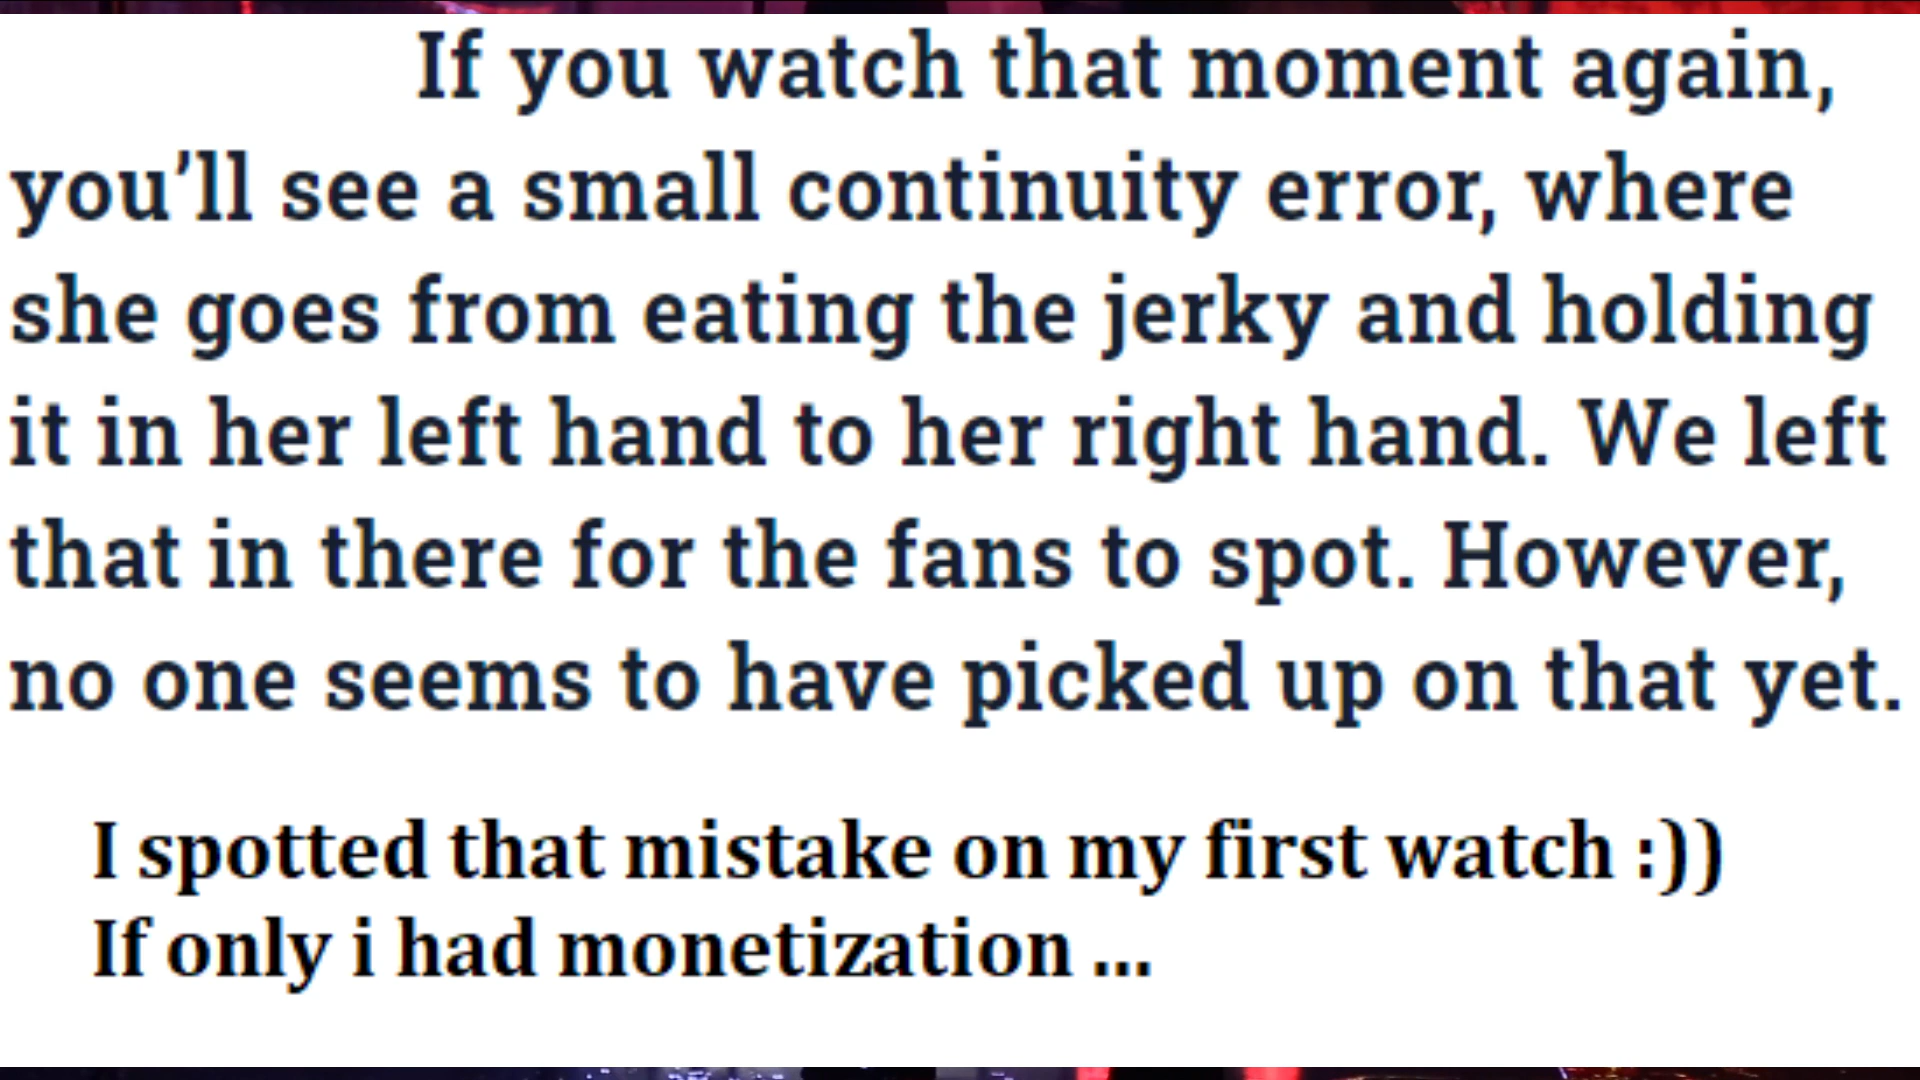 If you watch that moment again,
you’ll see a small continuity error, where
she goes from eating the jerky and holding
it in her left hand to her right hand. We left
that in there for the fans to spot. However,
no one seems to have picked up on that yet.
I spotted that mistake on my first watch :))
If only i had monetization ...